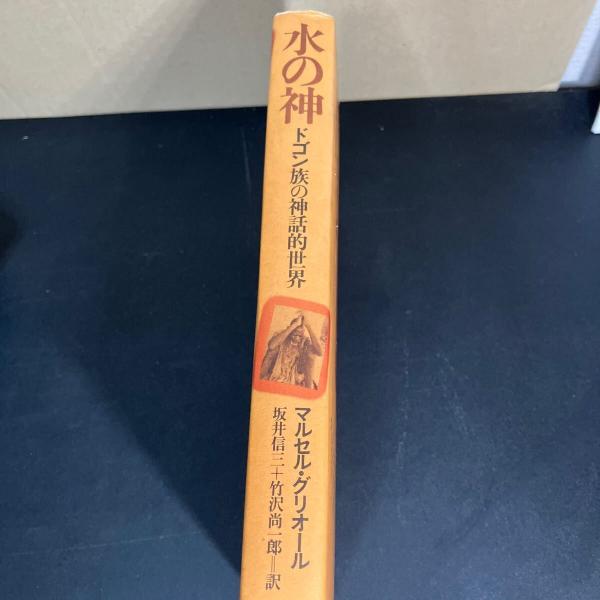 水の神
ドゴン族の神話的世界
マルセル・グリオール
坂井信三+竹沢尚一郎=訳